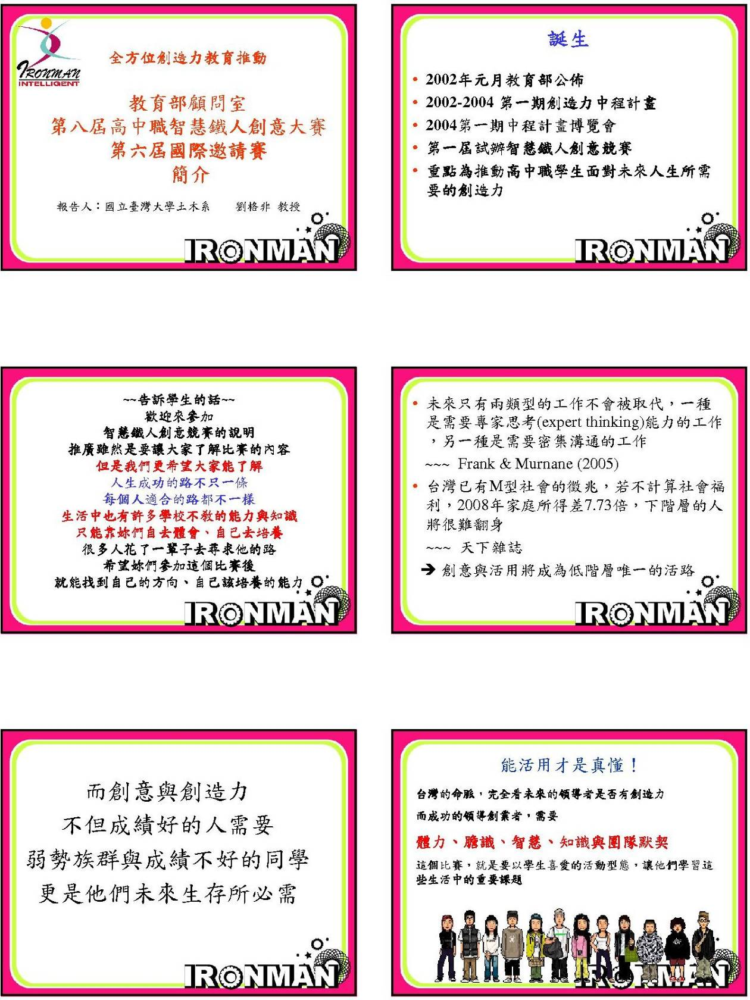 IRONMAN
INTELLIGENT
全方位創造力教育推動
教育部顧問室
第八屆高中職智慧鐵人創意大賽
第六屆國際邀請賽
簡介
報告人：國立臺灣大學土木系　　劉格非 教授
IRONMAN
誕生
• 2002年元月教育部公佈
• 2002-2004 第一期創造力中程計畫
• 2004第一期中程計畫博覽會
• 第一屆試辦智慧鐵人創意競賽
• 重點為推動高中職學生面對未來人生所需
要的創造力
IRONMAN
~~告訴學生的話~~
歡迎來參加
智慧鐵人創意競賽的說明
推廣雖然是要讓大家了解比賽的內容
但是我們更希望大家能了解
人生成功的路不只一條
每個人適合的路都不一樣
生活中也有許多學校不教的能力與知識
只能靠妳們自去體會、自己去培養
很多人花了一輩子去尋求他的路
希望妳們參加這個比賽後
就能找到自己的方向、自己該培養的能力
IRONMAN
• 未來只有兩類型的工作不會被取代，一種
是需要專家思考(expert thinking)能力的工作
，另一種是需要密集溝通的工作
~~~ Frank & Murnane (2005)
• 台灣已有M型社會的徵兆，若不計算社會福
利，2008年家庭所得差7.73倍，下階層的人
將很難翻身
~~~ 天下雜誌
➔ 創意與活用將成為低階層唯一的活路
IRONMAN
而創意與創造力
不但成績好的人需要
弱勢族群與成績不好的同學
更是他們未來生存所必需
IRONMAN
能活用才是真懂！
台灣的命脈，完全看未來的領導者是否有創造力
而成功的領導創業者，需要
體力、膽識、智慧、知識與團隊默契
這個比賽，就是要以學生喜愛的活動型態，讓他們學習這
些生活中的重要課題
IRONMAN